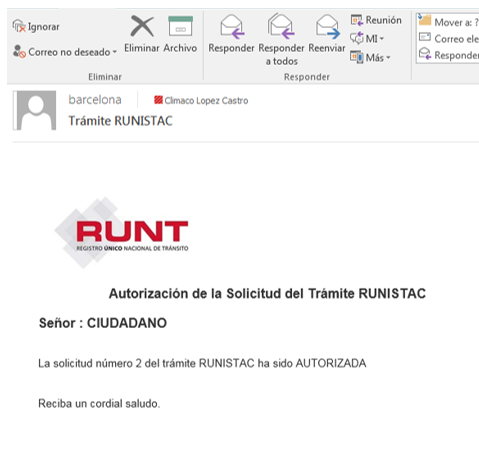 Ignorar
Correo no deseado
Eliminar
Archivo
Responder
Responder a todos
Reenviar
Reunión
MI
Más
Mover a: ?
Correo ele
Responde
Eliminar
Responder
barcelona
Climaco Lopez Castro
Trámite RUNISTAC
RUNT
REGISTRO ÚNICO NACIONAL DE TRÁNSITO
Autorización de la Solicitud del Trámite RUNISTAC
Señor : CIUDADANO
La solicitud número 2 del trámite RUNISTAC ha sido AUTORIZADA
Reciba un cordial saludo.